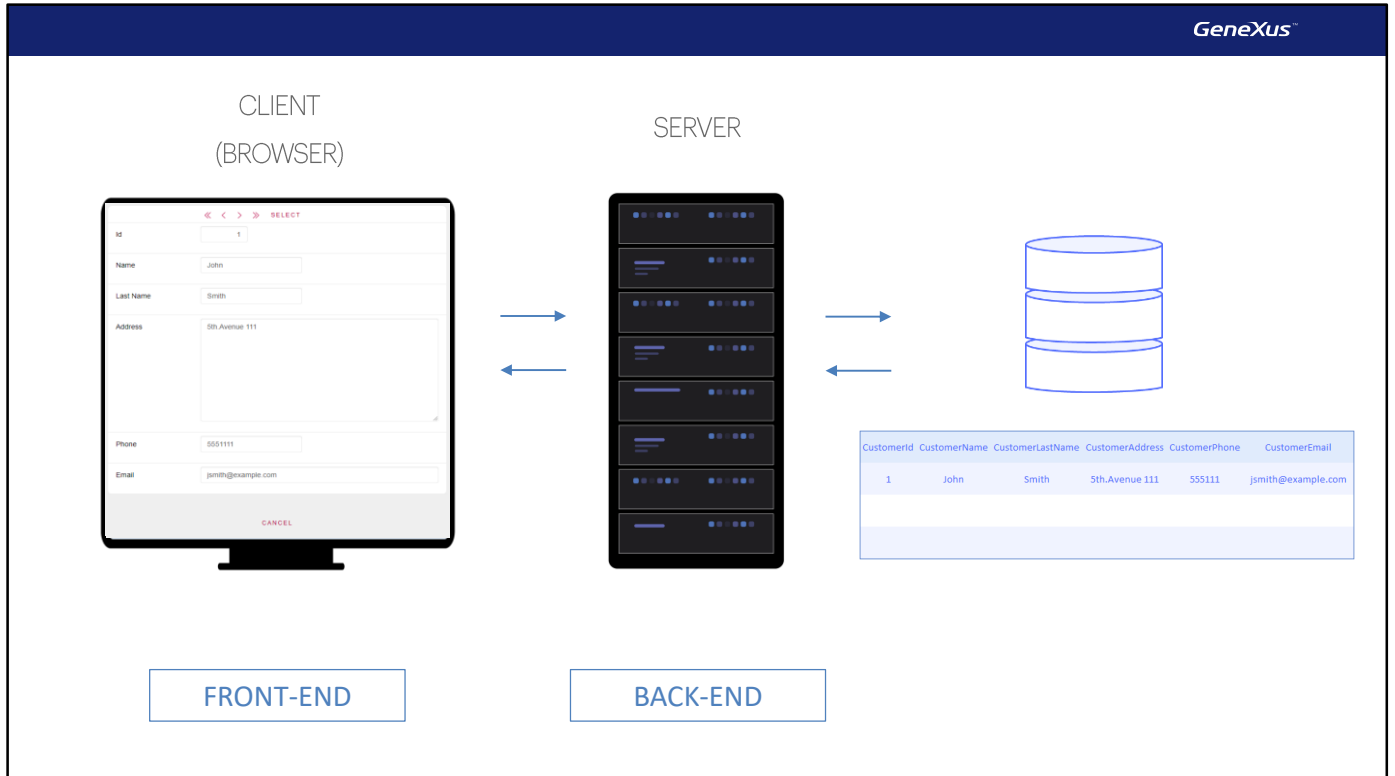 GeneXus™
CLIENT
(BROWSER)
SERVER
SELECT
Id 1
Name John
Last Name Smith
Address 5th.Avenue 111
Phone 5551111
Email jsmith@example.com
CANCEL
CustomerId CustomerName CustomerLastName CustomerAddress CustomerPhone CustomerEmail
1 John Smith 5th.Avenue 111 555111 jsmith@example.com
FRONT-END
BACK-END